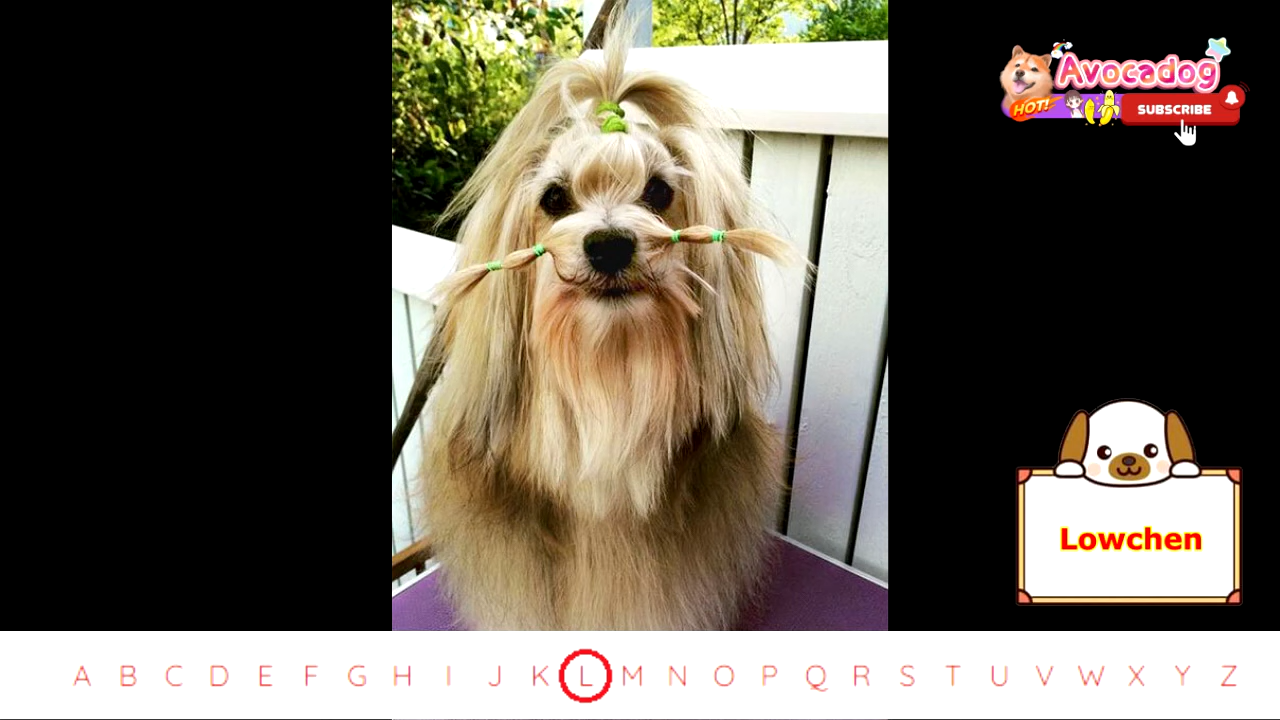 Avocadog
HOT!
SUBSCRIBE
Lowchen
A B C D E F G H I J K L M N O P Q R S T U V W X Y Z